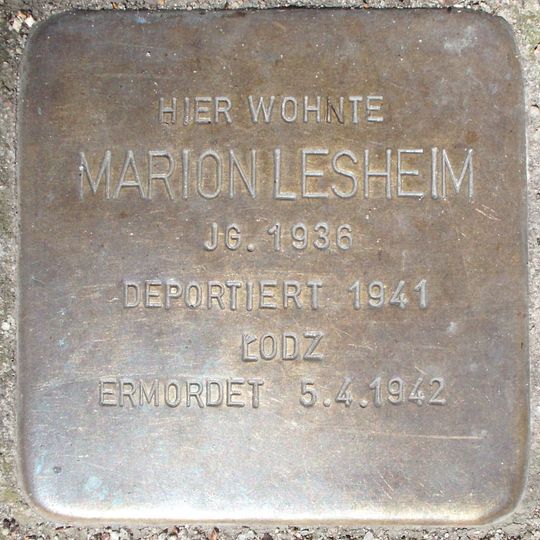 HIER WOHNTE
MARION LESHEIM
JG. 1936
DEPORTIERT 1941
ŁODZ
ERMORDET 5.4.1942